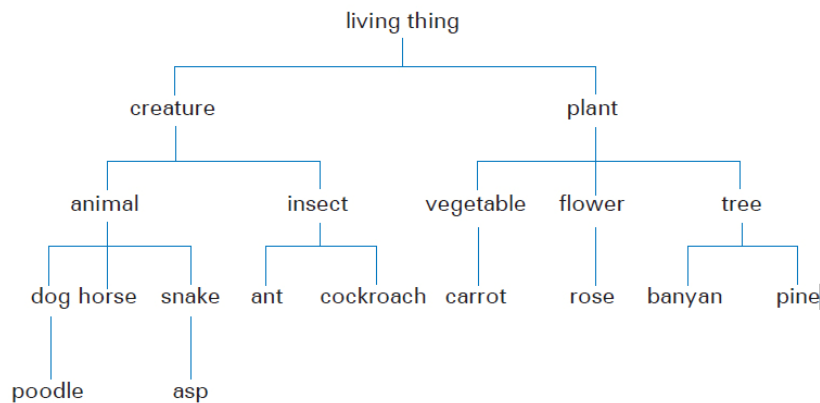 living thing
creature plant
animal insect vegetable flower tree
dog horse snake ant cockroach carrot rose banyan pine
poodle asp